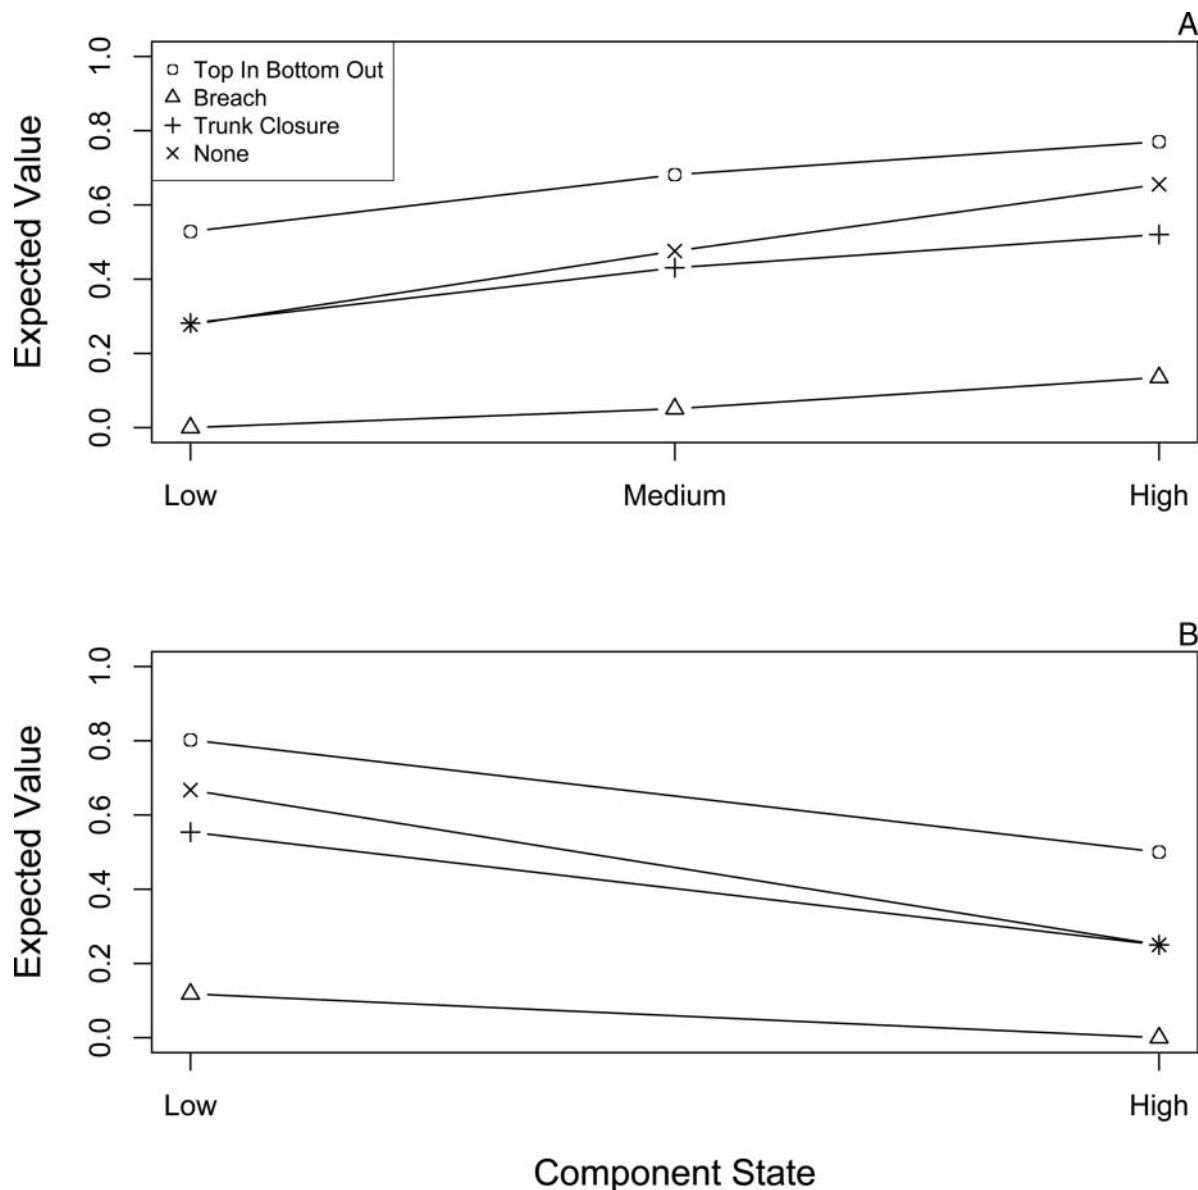 A
Expected Value
1.0
0.8
0.6
0.4
0.2
0.0
Top In Bottom Out
Breach
Trunk Closure
None
Low Medium High
B
Expected Value
1.0
0.8
0.6
0.4
0.2
0.0
Low High
Component State